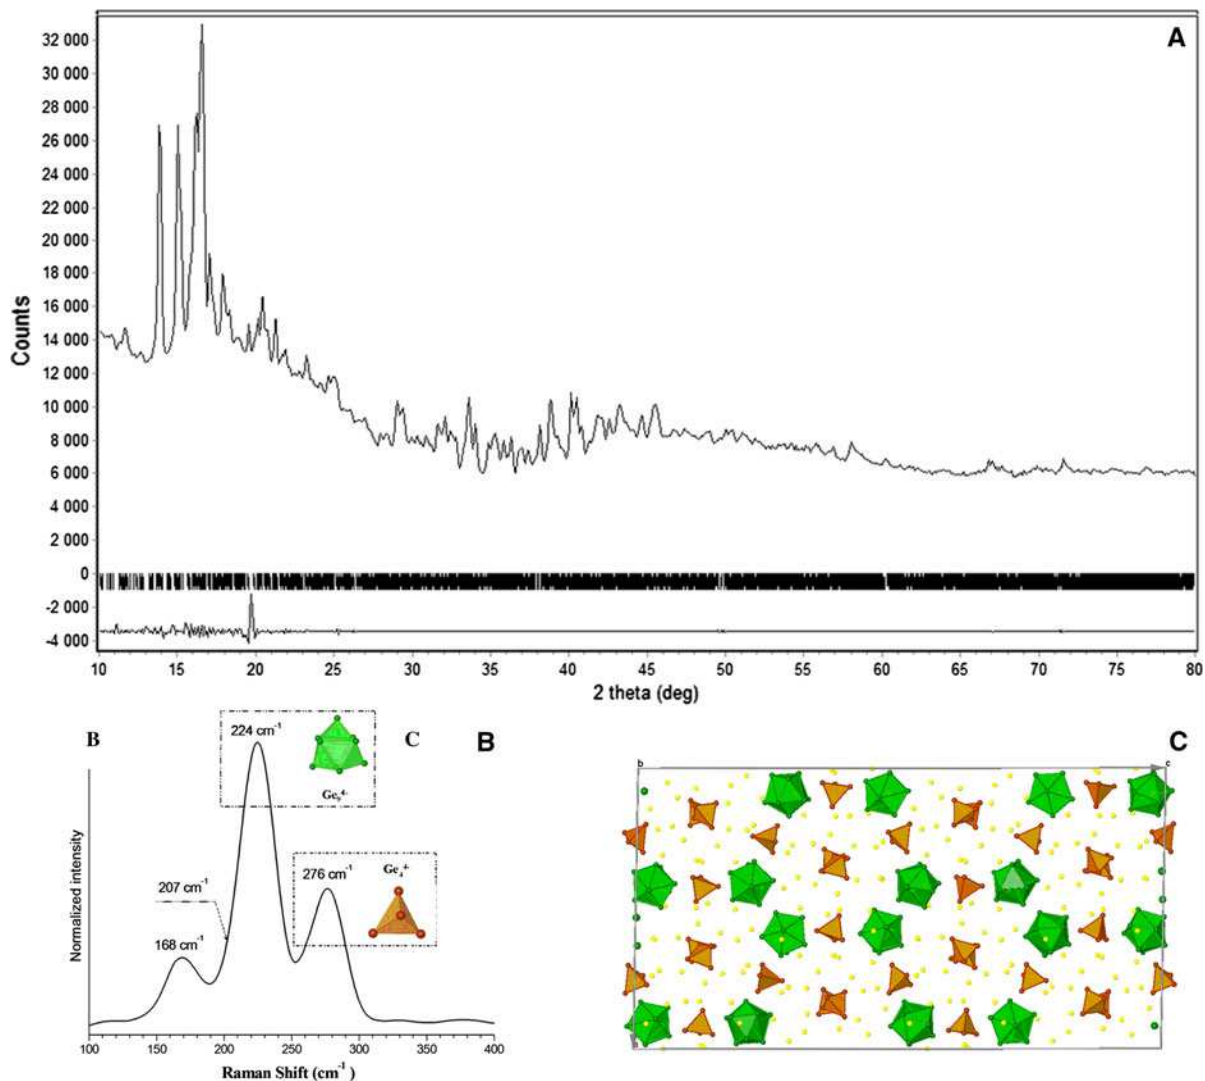 A
32 000
30 000
28 000
26 000
24 000
22 000
20 000
18 000
16 000
14 000
12 000
10 000
8 000
6 000
4 000
2 000
0
-2 000
-4 000
Counts
10 15 20 25 30 35 40 45 50 55 60 65 70 75 80
2 theta (deg)
B
C
B
224 cm-1
Ge9 4-
207 cm-1
168 cm-1
276 cm-1
Ge4 4-
Normalized intensity
100 150 200 250 300 350 400
Raman Shift (cm-1)
C
b
c